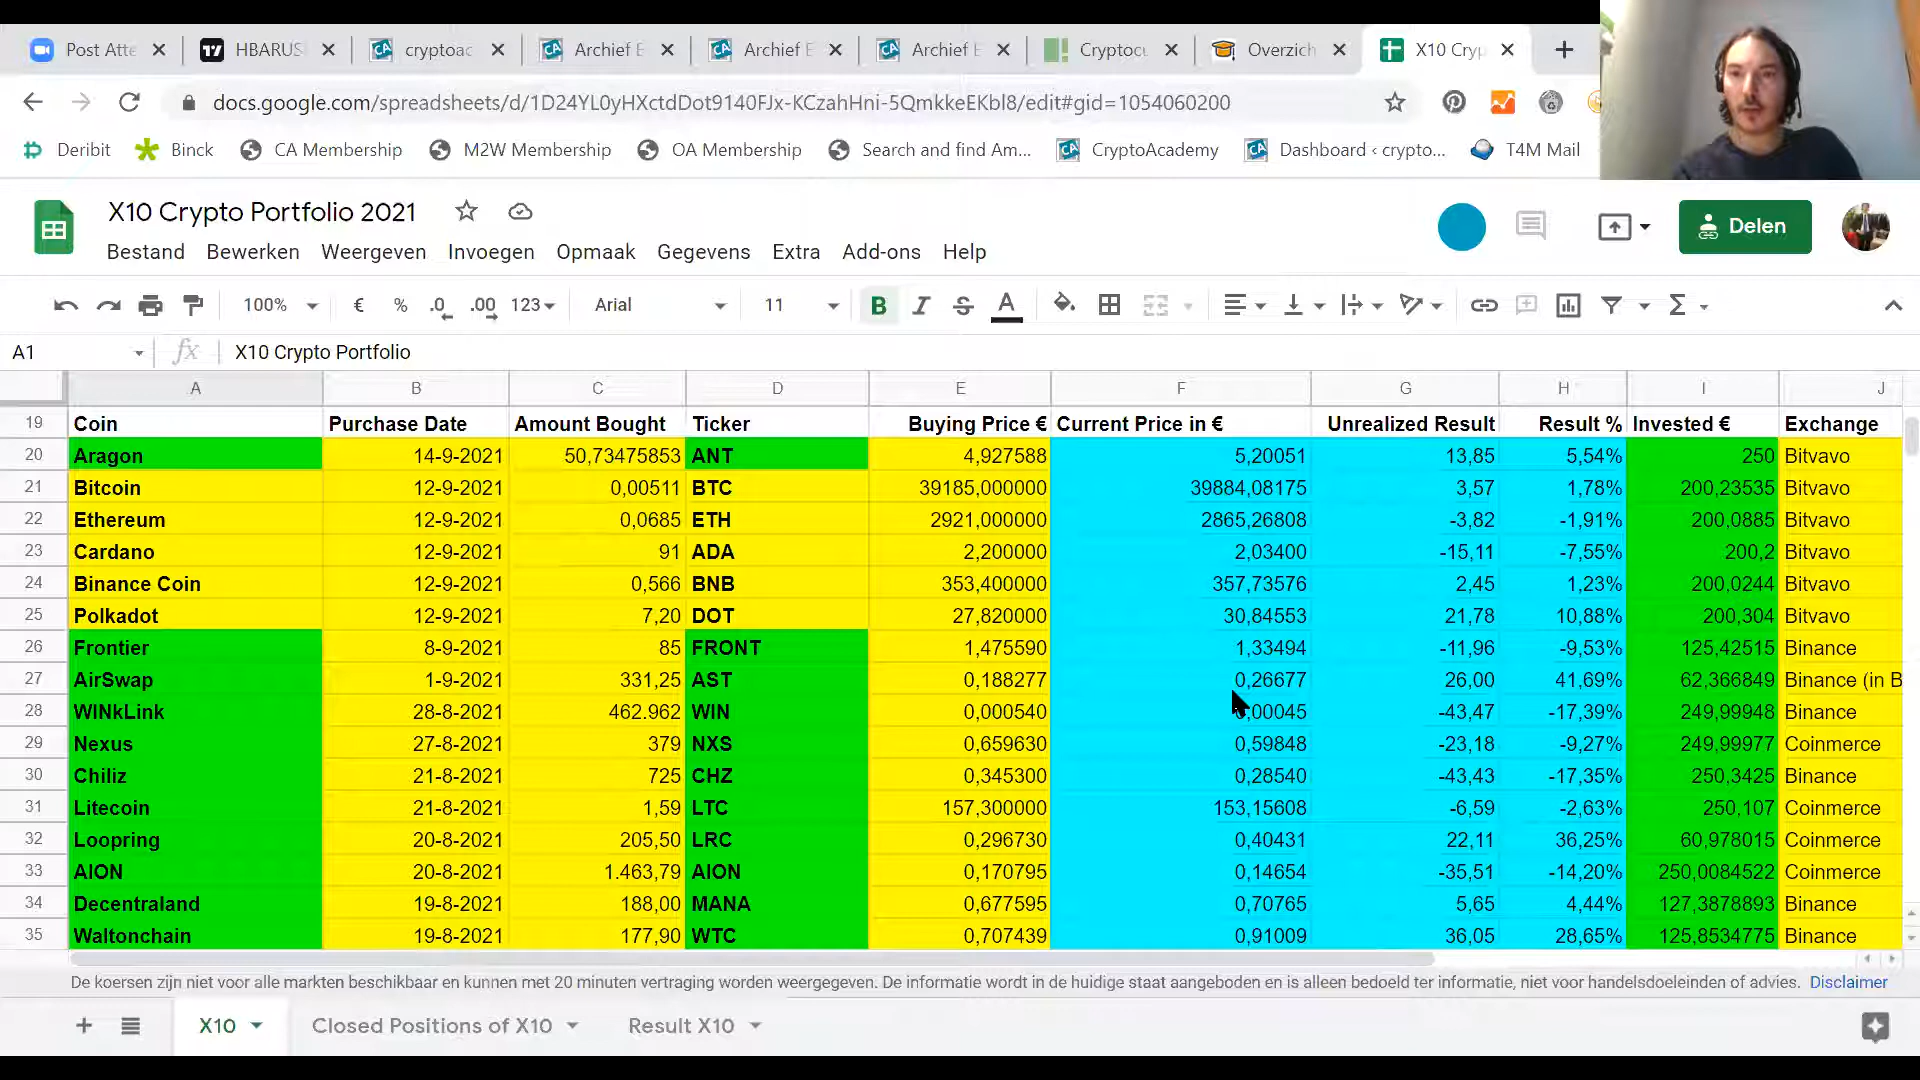 Post Atte HBARUS cryptoac Archief E Archief E Archief E Cryptocu Overzich X10 Cryp
docs.google.com/spreadsheets/d/1D24YL0yHXctdDot9140FJx-KCzahHni-5QmkkeEKbl8/edit#gid=1054060200
Deribit Binck CA Membership M2W Membership OA Membership Search and find Am... CryptoAcademy Dashboard ‹ crypto... T4M Mail
X10 Crypto Portfolio 2021
Delen
Bestand Bewerken Weergeven Invoegen Opmaak Gegevens Extra Add-ons Help
100% € % .0 .00 123 Arial 11 B I S A
A1 fx X10 Crypto Portfolio
A B C D E F G H I J
19 Coin Purchase Date Amount Bought Ticker Buying Price € Current Price in € Unrealized Result Result % Invested € Exchange
20 Aragon 14-9-2021 50,73475853 ANT 4,927588 5,20051 13,85 5,54% 250 Bitvavo
21 Bitcoin 12-9-2021 0,00511 BTC 39185,000000 39884,08175 3,57 1,78% 200,23535 Bitvavo
22 Ethereum 12-9-2021 0,0685 ETH 2921,000000 2865,26808 -3,82 -1,91% 200,0885 Bitvavo
23 Cardano 12-9-2021 91 ADA 2,200000 2,03400 -15,11 -7,55% 200,2 Bitvavo
24 Binance Coin 12-9-2021 0,566 BNB 353,400000 357,73576 2,45 1,23% 200,0244 Bitvavo
25 Polkadot 12-9-2021 7,20 DOT 27,820000 30,84553 21,78 10,88% 200,304 Bitvavo
26 Frontier 8-9-2021 85 FRONT 1,475590 1,33494 -11,96 -9,53% 125,42515 Binance
27 AirSwap 1-9-2021 331,25 AST 0,188277 0,26677 26,00 41,69% 62,366849 Binance (in B
28 WINkLink 28-8-2021 462.962 WIN 0,000540 0,00045 -43,47 -17,39% 249,99948 Binance
29 Nexus 27-8-2021 379 NXS 0,659630 0,59848 -23,18 -9,27% 249,99977 Coinmerce
30 Chiliz 21-8-2021 725 CHZ 0,345300 0,28540 -43,43 -17,35% 250,3425 Binance
31 Litecoin 21-8-2021 1,59 LTC 157,300000 153,15608 -6,59 -2,63% 250,107 Coinmerce
32 Loopring 20-8-2021 205,50 LRC 0,296730 0,40431 22,11 36,25% 60,978015 Coinmerce
33 AION 20-8-2021 1.463,79 AION 0,170795 0,14654 -35,51 -14,20% 250,0084522 Coinmerce
34 Decentraland 19-8-2021 188,00 MANA 0,677595 0,70765 5,65 4,44% 127,3878893 Binance
35 Waltonchain 19-8-2021 177,90 WTC 0,707439 0,91009 36,05 28,65% 125,8534775 Binance
De koersen zijn niet voor alle markten beschikbaar en kunnen met 20 minuten vertraging worden weergegeven. De informatie wordt in de huidige staat aangeboden en is alleen bedoeld ter informatie, niet voor handelsdoeleinden of advies. Disclaimer
X10 Closed Positions of X10 Result X10